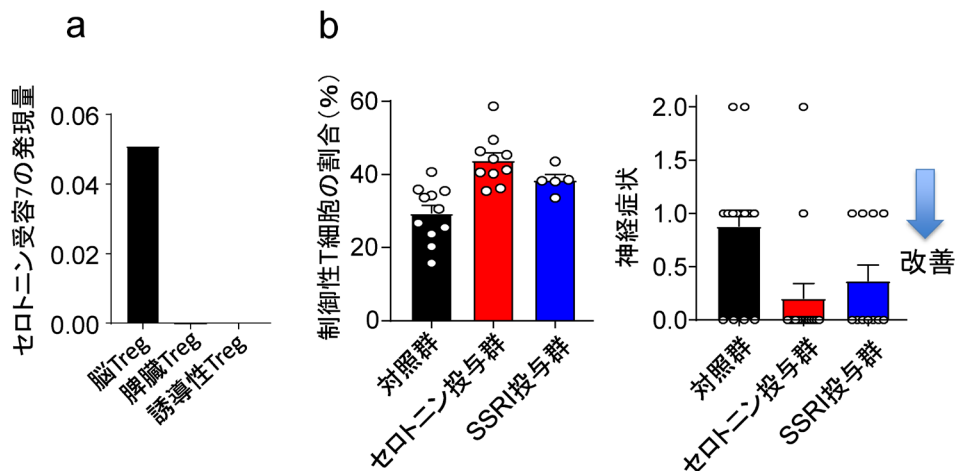 a
セロトニン受容7の発現量
0.06
0.04
0.02
0.00
脳Treg
脾臓Treg
誘導性Treg
b
制御性T細胞の割合(%)
60
40
20
0
対照群
セロトニン投与群
SSRI投与群
神経症状
2.0
1.5
1.0
0.5
0.0
対照群
セロトニン投与群
SSRI投与群
改善